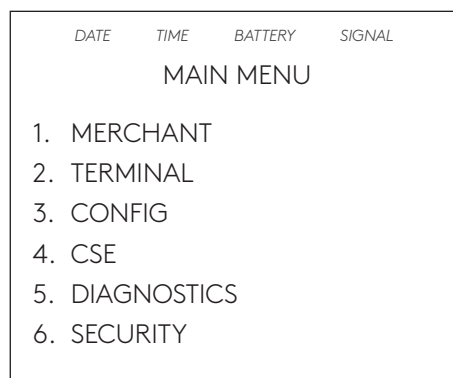 DATE TIME BATTERY SIGNAL
MAIN MENU
1. MERCHANT
2. TERMINAL
3. CONFIG
4. CSE
5. DIAGNOSTICS
6. SECURITY